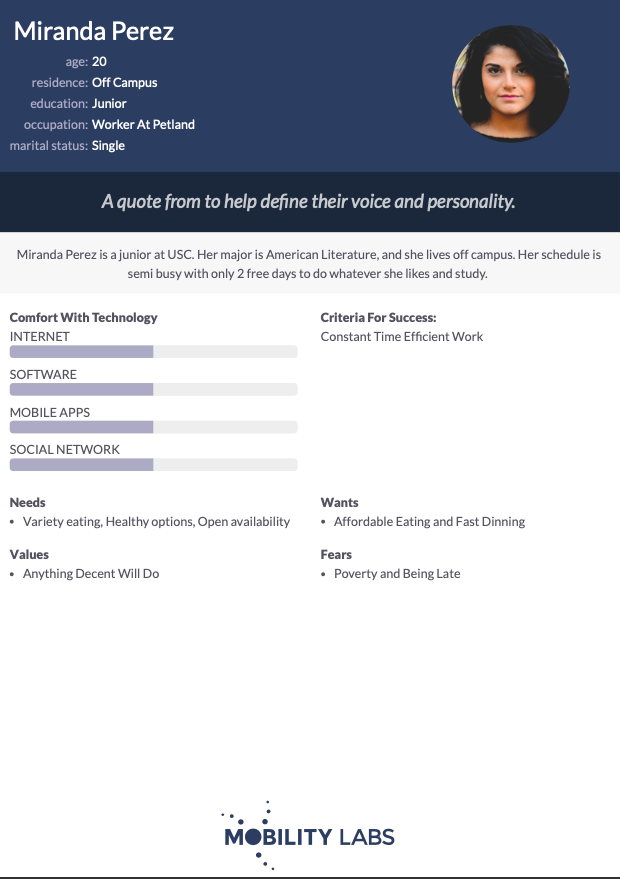 Miranda Perez
age: 20
residence: Off Campus
education: Junior
occupation: Worker At Petland
marital status: Single
A quote from to help define their voice and personality.
Miranda Perez is a junior at USC. Her major is American Literature, and she lives off campus. Her schedule is
semi busy with only 2 free days to do whatever she likes and study.
Comfort With Technology
INTERNET
SOFTWARE
MOBILE APPS
SOCIAL NETWORK
Criteria For Success:
Constant Time Efficient Work
Needs
• Variety eating, Healthy options, Open availability
Wants
• Affordable Eating and Fast Dinning
Values
• Anything Decent Will Do
Fears
• Poverty and Being Late
MOBILITY LABS